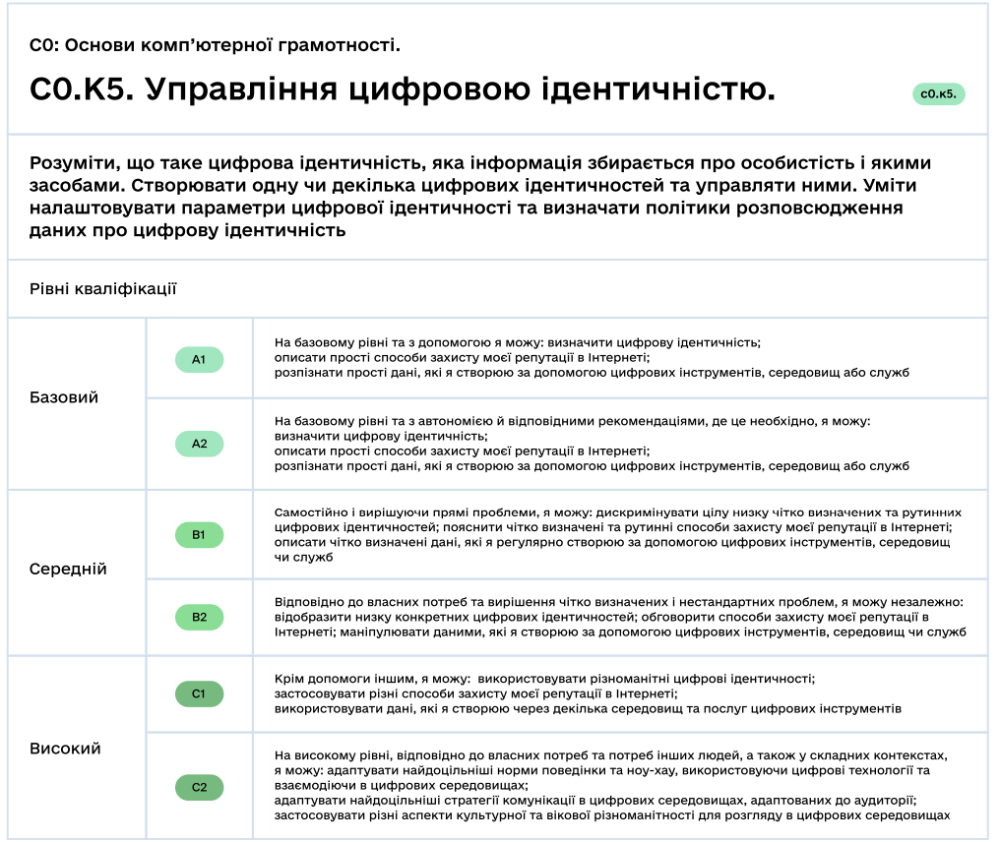 C0: Основи комп’ютерної грамотності.
C0.К5. Управління цифровою ідентичністю.
c0.к5.
Розуміти, що таке цифрова ідентичність, яка інформація збирається про особистість і якими
засобами. Створювати одну чи декілька цифрових ідентичностей та управляти ними. Уміти
налаштовувати параметри цифрової ідентичності та визначати політики розповсюдження
даних про цифрову ідентичність
Рівні кваліфікації
Базовий
A1
На базовому рівні та з допомогою я можу: визначити цифрову ідентичність;
описати прості способи захисту моєї репутації в Інтернеті;
розпізнати прості дані, які я створюю за допомогою цифрових інструментів, середовищ або служб
A2
На базовому рівні та з автономією й відповідними рекомендаціями, де це необхідно, я можу:
визначити цифрову ідентичність;
описати прості способи захисту моєї репутації в Інтернеті;
розпізнати прості дані, які я створюю за допомогою цифрових інструментів, середовищ або служб
Середній
B1
Самостійно і вирішуючи прямі проблеми, я можу: дискримінувати цілу низку чітко визначених та рутинних
цифрових ідентичностей; пояснити чітко визначені та рутинні способи захисту моєї репутації в Інтернеті;
описати чітко визначені дані, які я регулярно створюю за допомогою цифрових інструментів, середовищ
чи служб
B2
Відповідно до власних потреб та вирішення чітко визначених і нестандартних проблем, я можу незалежно:
відобразити низку конкретних цифрових ідентичностей; обговорити способи захисту моєї репутації в
Інтернеті; маніпулювати даними, які я створюю за допомогою цифрових інструментів, середовищ чи служб
Високий
C1
Крім допомоги іншим, я можу:  використовувати різноманітні цифрові ідентичності;
застосовувати різні способи захисту моєї репутації в Інтернеті;
використовувати дані, які я створюю через декілька середовищ та послуг цифрових інструментів
C2
На високому рівні, відповідно до власних потреб та потреб інших людей, а також у складних контекстах,
я можу: адаптувати найдоцільніші норми поведінки та ноу-хау, використовуючи цифрові технології та
взаємодіючи в цифрових середовищах;
адаптувати найдоцільніші стратегії комунікації в цифрових середовищах, адаптованих до аудиторії;
застосовувати різні аспекти культурної та вікової різноманітності для розгляду в цифрових середовищах